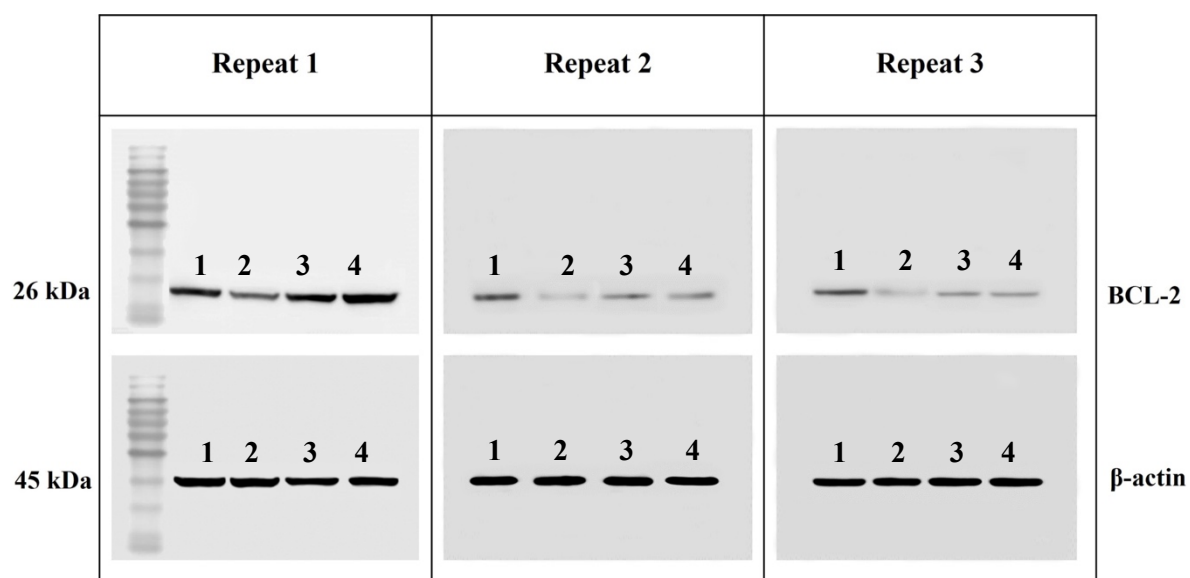 Repeat 1 Repeat 2 Repeat 3
1 2 3 4 1 2 3 4 1 2 3 4
26 kDa BCL-2
1 2 3 4 1 2 3 4 1 2 3 4
45 kDa β-actin